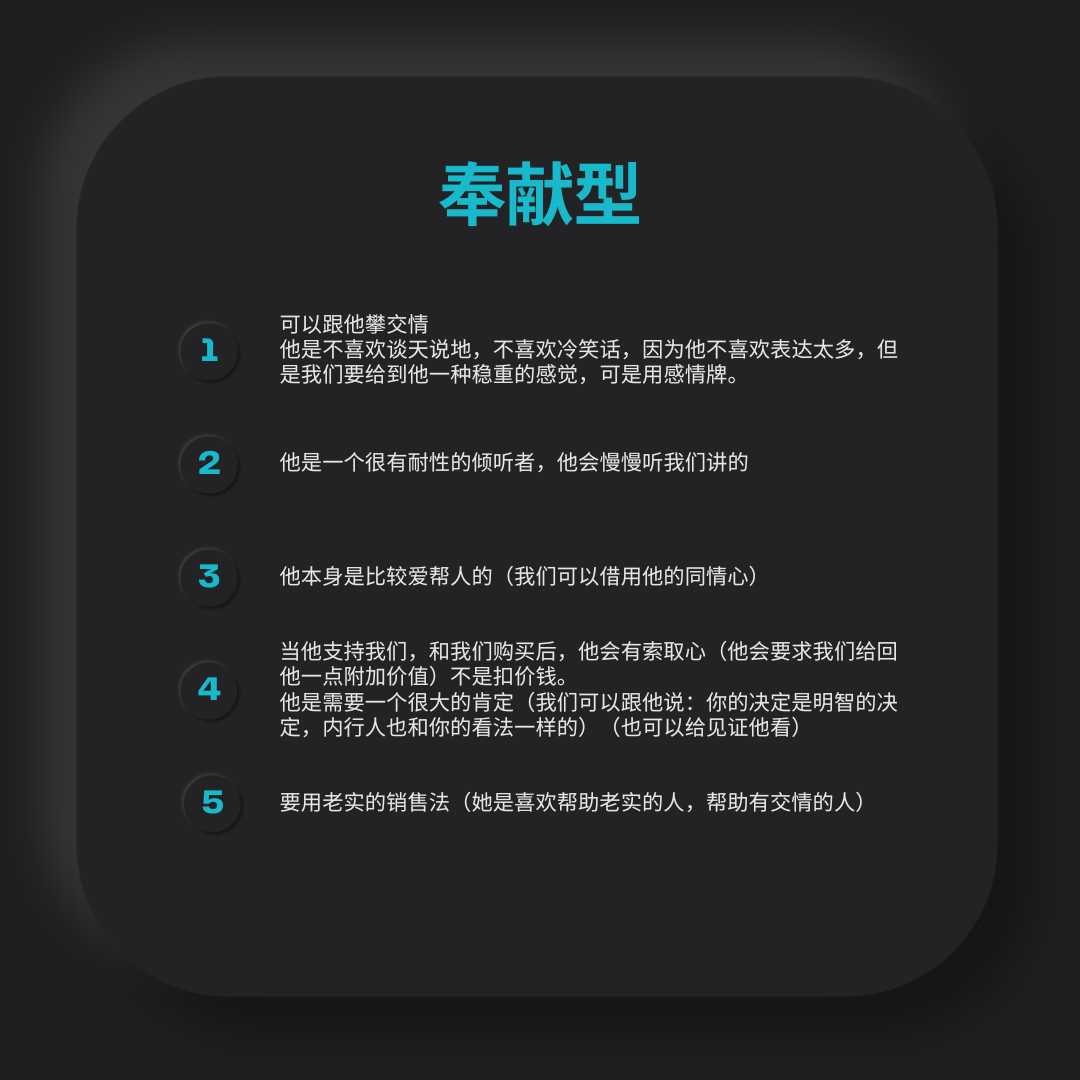 奉献型
1
可以跟他攀交情
他是不喜欢谈天说地，不喜欢冷笑话，因为他不喜欢表达太多，但
是我们要给到他一种稳重的感觉，可是用感情牌。
2
他是一个很有耐性的倾听者，他会慢慢听我们讲的
3
他本身是比较爱帮人的（我们可以借用他的同情心）
4
当他支持我们，和我们购买后，他会有索取心（他会要求我们给回
他一点附加价值）不是扣价钱。
他是需要一个很大的肯定（我们可以跟他说：你的决定是明智的决
定，内行人也和你的看法一样的）（也可以给见证他看）
5
要用老实的销售法（她是喜欢帮助老实的人，帮助有交情的人）